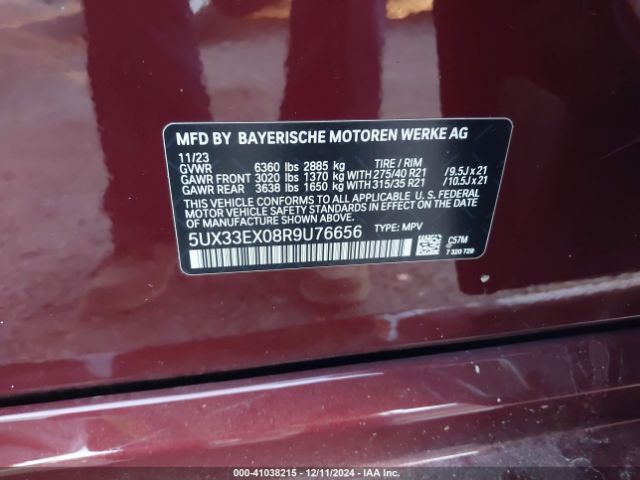 MFD BY BAYERISCHE MOTOREN WERKE AG
11/23
GVWR 6360 lbs 2885 kg TIRE / RIM
GAWR FRONT 3020 lbs 1370 kg WITH 275/40 R21 /9.5J x 21
GAWR REAR 3638 lbs 1650 kg WITH 315/35 R21 /10.5J x 21
THIS VEHICLE CONFORMS TO ALL APPLICABLE U.S. FEDERAL
MOTOR VEHICLE SAFETY STANDARDS IN EFFECT ON THE DATE
OF MANUFACTURE SHOWN ABOVE.
5UX33EX08R9U76656 TYPE: MPV
C57M
7 320 729
000-41038215 - 12/11/2024 - IAA Inc.